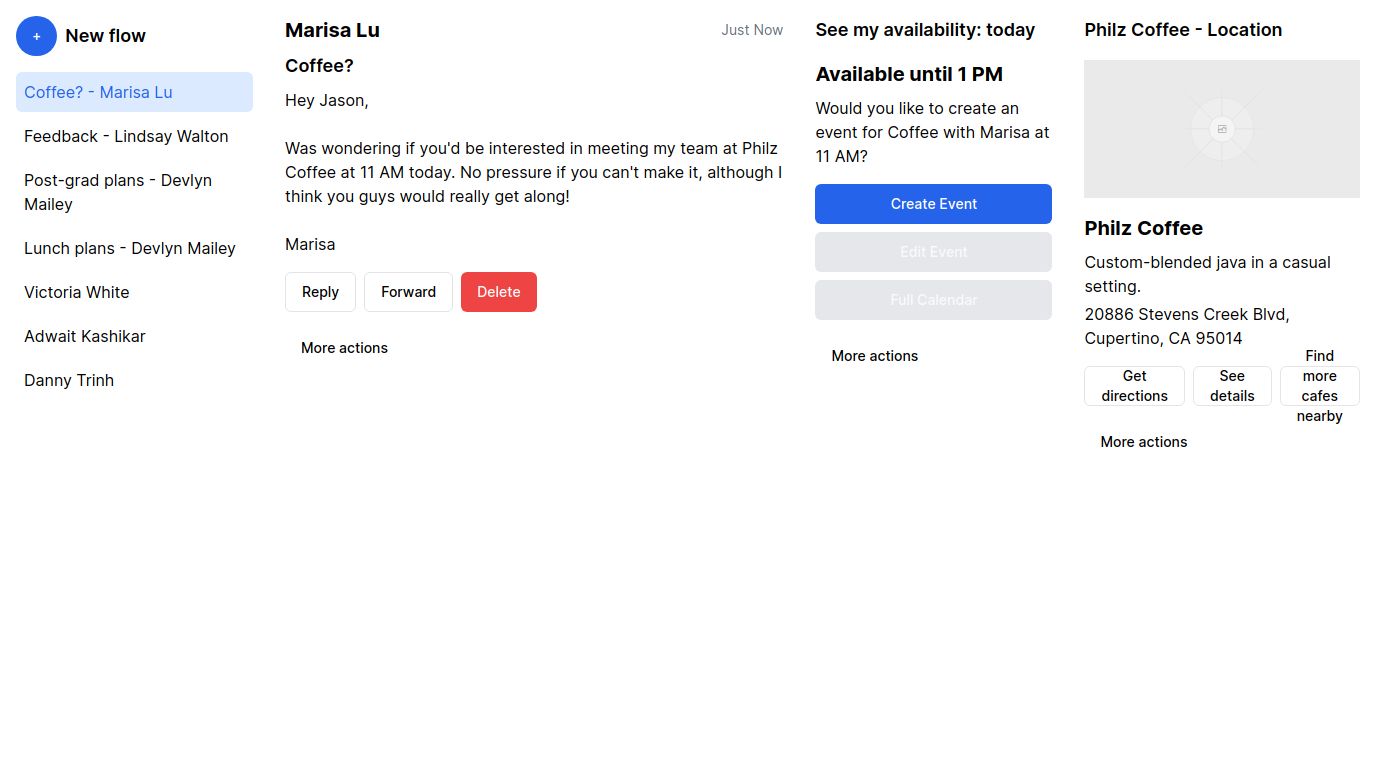 +
New flow
Coffee? - Marisa Lu
Feedback - Lindsay Walton
Post-grad plans - Devlyn
Mailey
Lunch plans - Devlyn Mailey
Victoria White
Adwait Kashikar
Danny Trinh
Marisa Lu
Just Now
Coffee?
Hey Jason,
Was wondering if you'd be interested in meeting my team at Philz
Coffee at 11 AM today. No pressure if you can't make it, although I
think you guys would really get along!
Marisa
Reply
Forward
Delete
More actions
See my availability: today
Available until 1 PM
Would you like to create an
event for Coffee with Marisa at
11 AM?
Create Event
Edit Event
Full Calendar
More actions
Philz Coffee - Location
Philz Coffee
Custom-blended java in a casual
setting.
20886 Stevens Creek Blvd,
Cupertino, CA 95014
Get
directions
See
details
Find
more
cafes
nearby
More actions